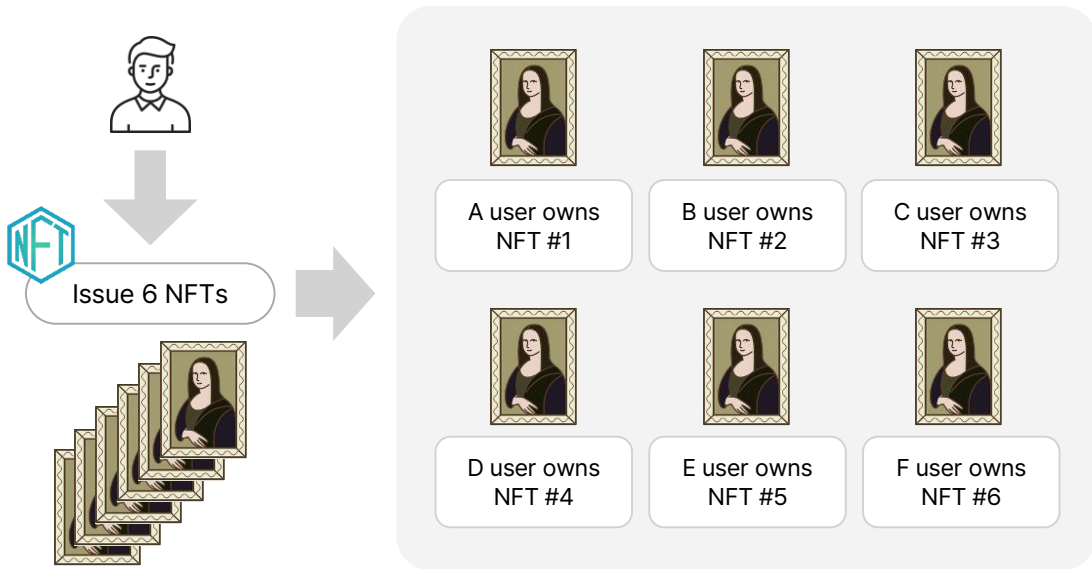 NFT
Issue 6 NFTs
A user owns
NFT #1
B user owns
NFT #2
C user owns
NFT #3
D user owns
NFT #4
E user owns
NFT #5
F user owns
NFT #6